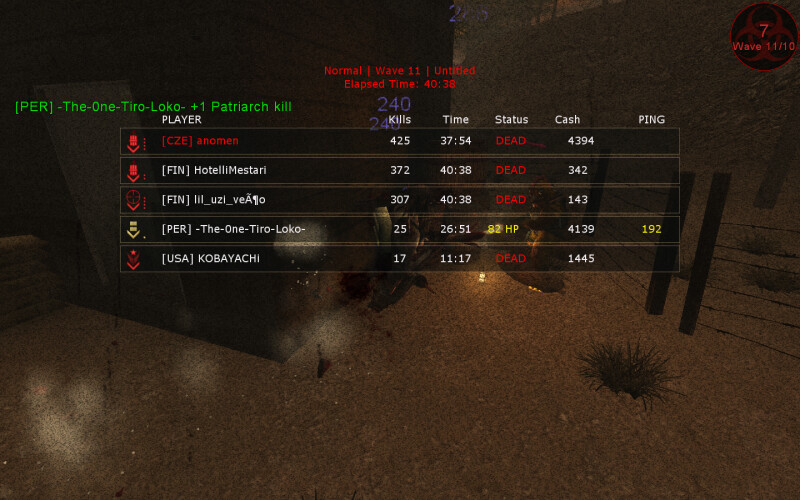 7
Wave 11/10
Normal | Wave 11 | Untitled
Elapsed Time: 40:38
[PER] -The-0ne-Tiro-Loko- +1 Patriarch kill
240
240
PLAYER Kills Time Status Cash PING
[CZE] anomen 425 37:54 DEAD 4394
[FIN] HotelliMestari 372 40:38 DEAD 342
[FIN] lil_uzi_veÃ¶o 307 40:38 DEAD 143
[PER] -The-0ne-Tiro-Loko- 25 26:51 82 HP 4139 192
[USA] KOBAYACHi 17 11:17 DEAD 1445